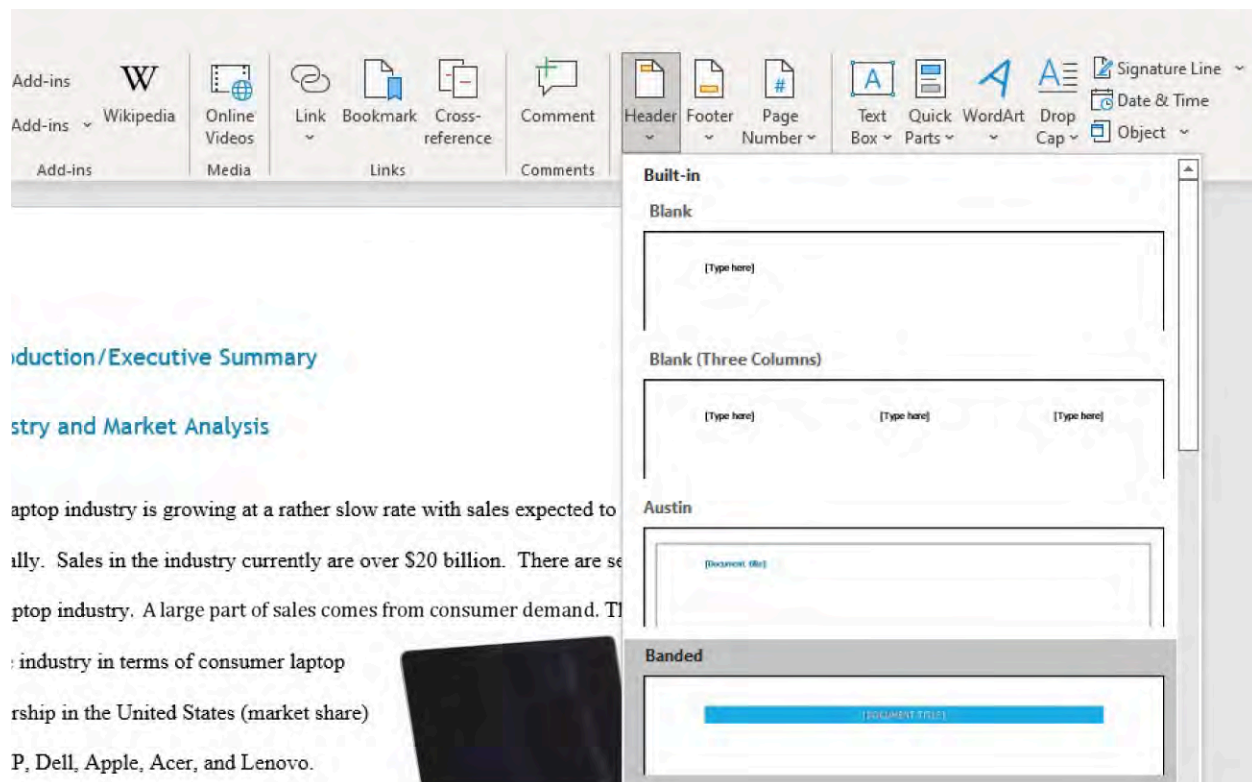 Add-ins
Add-ins
Add-ins
W
Wikipedia
Online
Videos
Media
Link
Bookmark
Cross-
reference
Links
Comment
Comments
Header
Footer
#
Page
Number
A
Text
Box
Quick
Parts
A
WordArt
A
Drop
Cap
Signature Line
Date & Time
Object
Built-in
Blank
[Type here]
Blank (Three Columns)
[Type here] [Type here] [Type here]
Austin
[Document title]
Banded
[DOCUMENT TITLE]
oduction/Executive Summary
stry and Market Analysis
aptop industry is growing at a rather slow rate with sales expected to
ally. Sales in the industry currently are over $20 billion. There are se
ptop industry. A large part of sales comes from consumer demand. Th
industry in terms of consumer laptop
rship in the United States (market share)
P, Dell, Apple, Acer, and Lenovo.